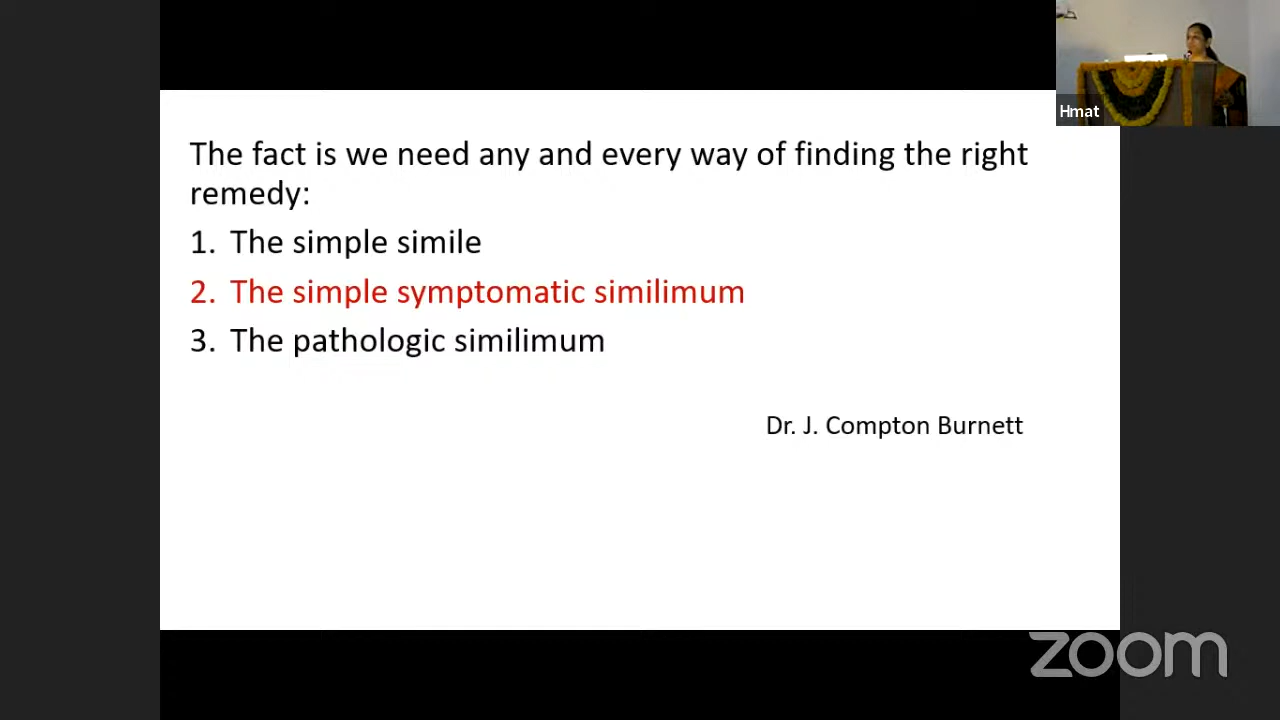 Hmat
The fact is we need any and every way of finding the right
remedy:
1. The simple simile
2. The simple symptomatic similimum
3. The pathologic similimum
Dr. J. Compton Burnett
zoom